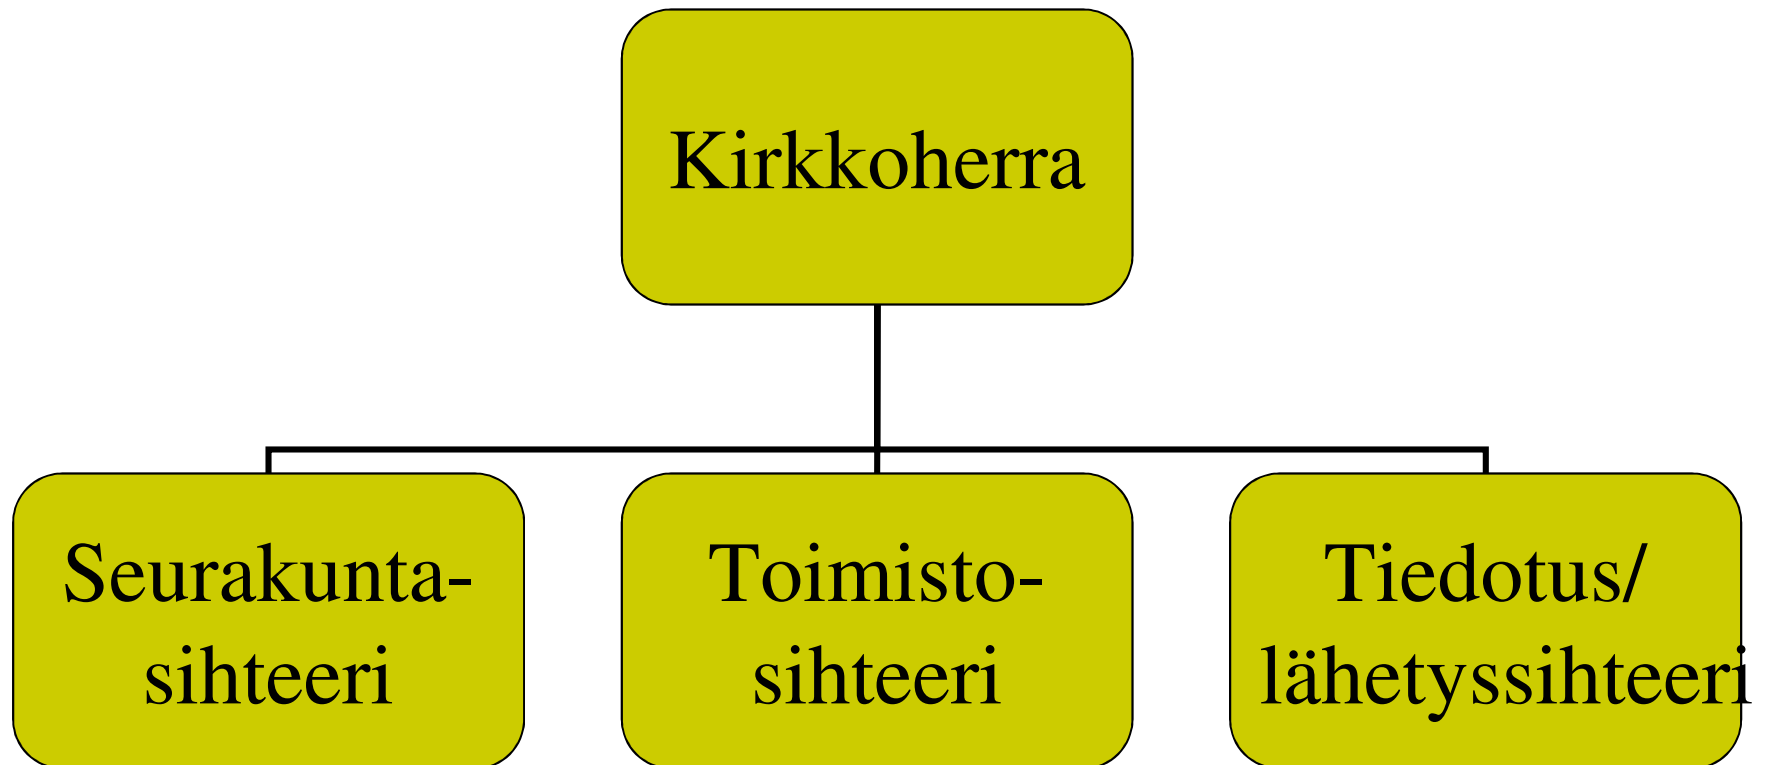 Kirkkoherra
Seurakunta-
sihteeri
Toimisto-
sihteeri
Tiedotus/
lähetyssihteeri